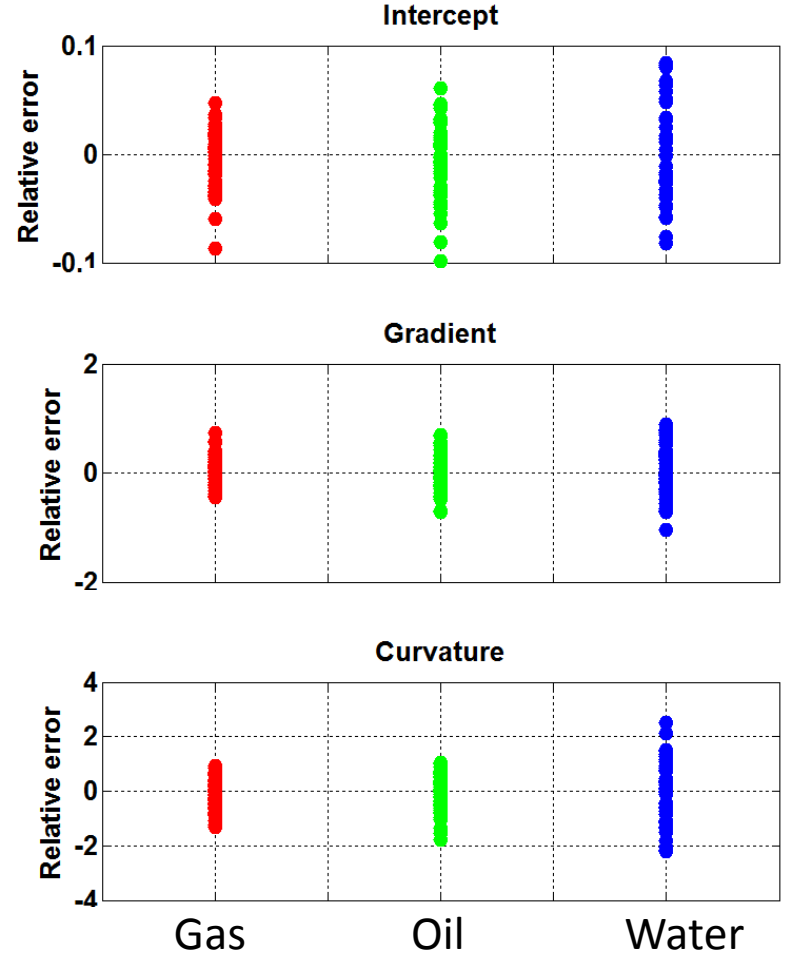 Intercept
0.1
0
-0.1
Relative error
Gradient
2
0
-2
Relative error
Curvature
4
2
0
-2
-4
Relative error
Gas Oil Water